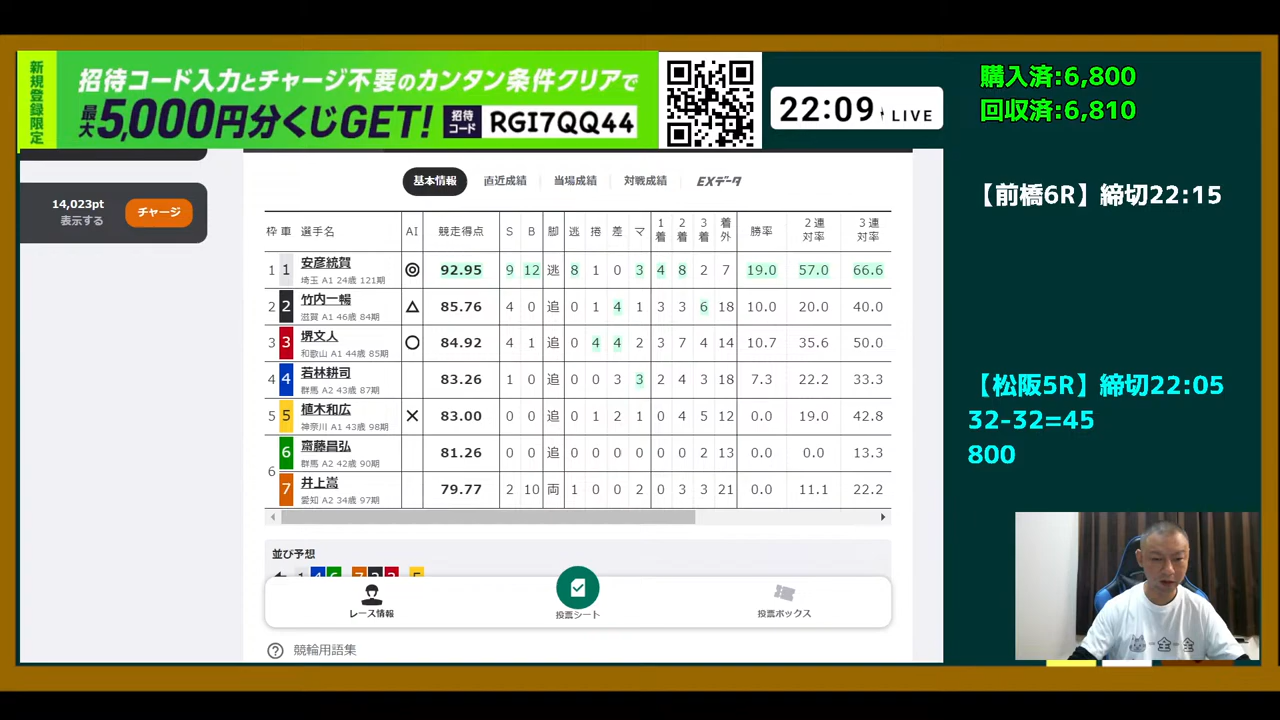 新規登録限定
招待コード入力とチャージ不要のカンタン条件クリアで
最大5,000円分くじGET! 招待コード RGI7QQ44
22:09 LIVE
購入済:6,800
回収済:6,810
【前橋6R】締切22:15
【松阪5R】締切22:05
32-32=45
800
14,023pt
表示する
チャージ
基本情報 直近成績 当場成績 対戦成績 EXデータ
枠 車 選手名 AI 競走得点 S B 脚 逃 捲 差 マ 1着 2着 3着 着外 勝率 2連対率 3連対率
1 1 安彦統賀 ◎ 92.95 9 12 逃 8 1 0 3 4 8 2 7 19.0 57.0 66.6
埼玉 A1 24歳 121期
2 2 竹内一暢 △ 85.76 4 0 追 0 1 4 1 3 3 6 18 10.0 20.0 40.0
滋賀 A1 46歳 84期
3 3 堺文人 ○ 84.92 4 1 追 0 4 4 2 3 7 4 14 10.7 35.6 50.0
和歌山 A1 44歳 85期
4 4 若林耕司 83.26 1 0 追 0 0 3 3 2 4 3 18 7.3 22.2 33.3
群馬 A2 43歳 87期
5 5 植木和広 × 83.00 0 0 追 0 1 2 1 0 4 5 12 0.0 19.0 42.8
神奈川 A1 43歳 98期
6 6 齋藤昌弘 81.26 0 0 追 0 0 0 0 0 0 2 13 0.0 0.0 13.3
群馬 A2 42歳 90期
7 井上嵩 79.77 2 10 両 1 0 0 2 0 3 3 21 0.0 11.1 22.2
愛知 A2 34歳 97期
並び予想
← 1 4 6 7 2 3 5
レース情報 投票シート 投票ボックス
? 競輪用語集